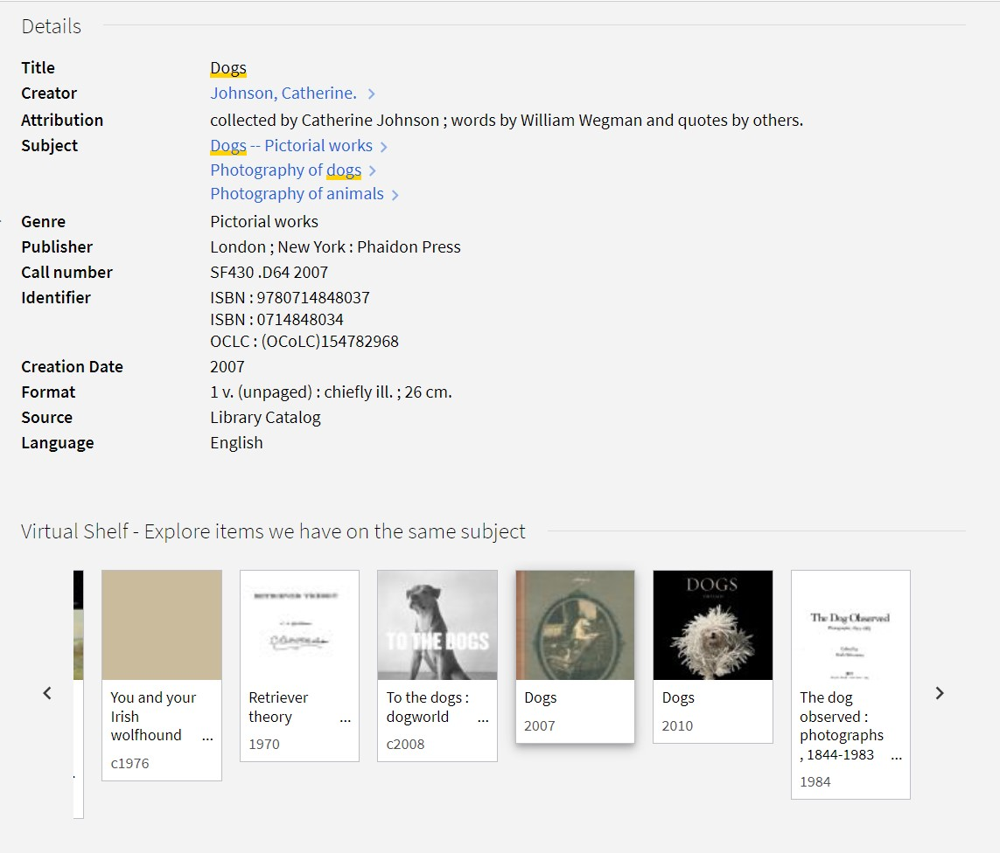 Details
Title Dogs
Creator Johnson, Catherine.
Attribution collected by Catherine Johnson ; words by William Wegman and quotes by others.
Subject Dogs -- Pictorial works
Photography of dogs
Photography of animals
Genre Pictorial works
Publisher London ; New York : Phaidon Press
Call number SF430 .D64 2007
Identifier ISBN : 9780714848037
ISBN : 0714848034
OCLC : (OCoLC)154782968
Creation Date 2007
Format 1 v. (unpaged) : chiefly ill. ; 26 cm.
Source Library Catalog
Language English
Virtual Shelf - Explore items we have on the same subject
You and your
Irish
wolfhound ...
c1976
RETRIEVER THEORY
Retriever
theory ...
1970
TO THE DOGS
To the dogs :
dogworld ...
c2008
Dogs
2007
DOGS
Dogs
2010
The Dog Observed
The dog
observed :
photographs
, 1844-1983 ...
1984